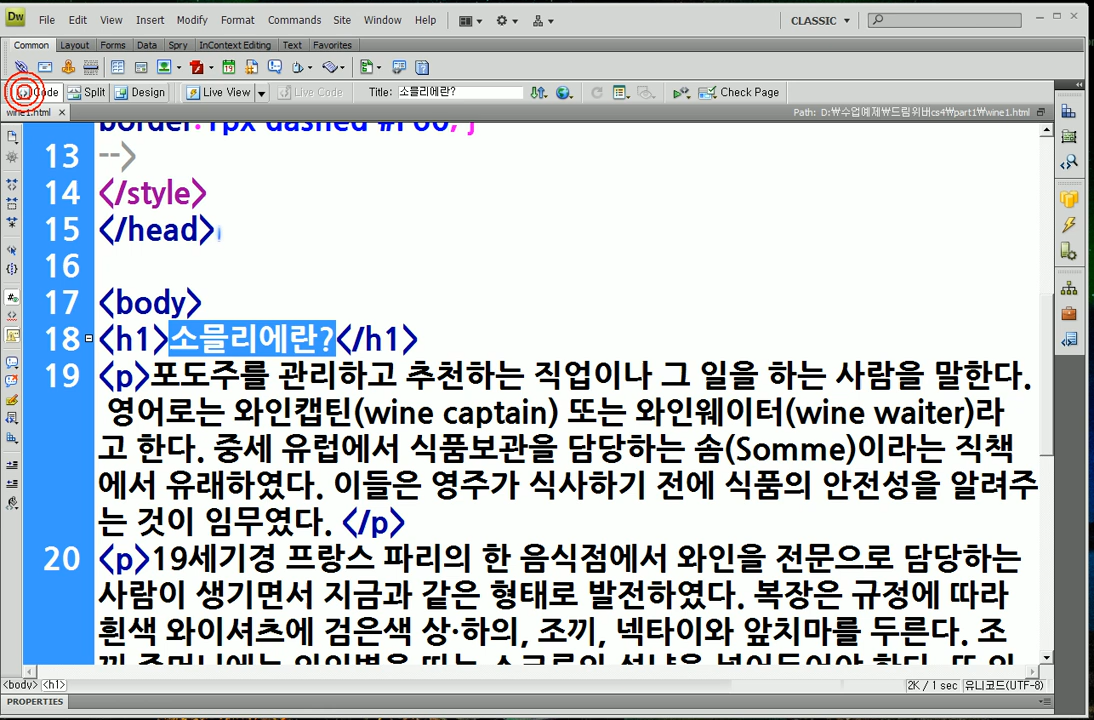 Dw File Edit View Insert Modify Format Commands Site Window Help CLASSIC
Common Layout Forms Data Spry InContext Editing Text Favorites
Code Split Design Live View Live Code Title: 소믈리에란? Check Page
wine1.html Path: D:₩수업예제₩드림위버cs4₩part1₩wine1.html
13 -->
14 </style>
15 </head>
16
17 <body>
18 <h1>소믈리에란?</h1>
19 <p>포도주를 관리하고 추천하는 직업이나 그 일을 하는 사람을 말한다.
영어로는 와인캡틴(wine captain) 또는 와인웨이터(wine waiter)라
고 한다. 중세 유럽에서 식품보관을 담당하는 솜(Somme)이라는 직책
에서 유래하였다. 이들은 영주가 식사하기 전에 식품의 안전성을 알려주
는 것이 임무였다. </p>
20 <p>19세기경 프랑스 파리의 한 음식점에서 와인을 전문으로 담당하는
사람이 생기면서 지금과 같은 형태로 발전하였다. 복장은 규정에 따라
흰색 와이셔츠에 검은색 상·하의, 조끼, 넥타이와 앞치마를 두른다. 조
<body> <h1> 2K / 1 sec 유니코드(UTF-8)
PROPERTIES